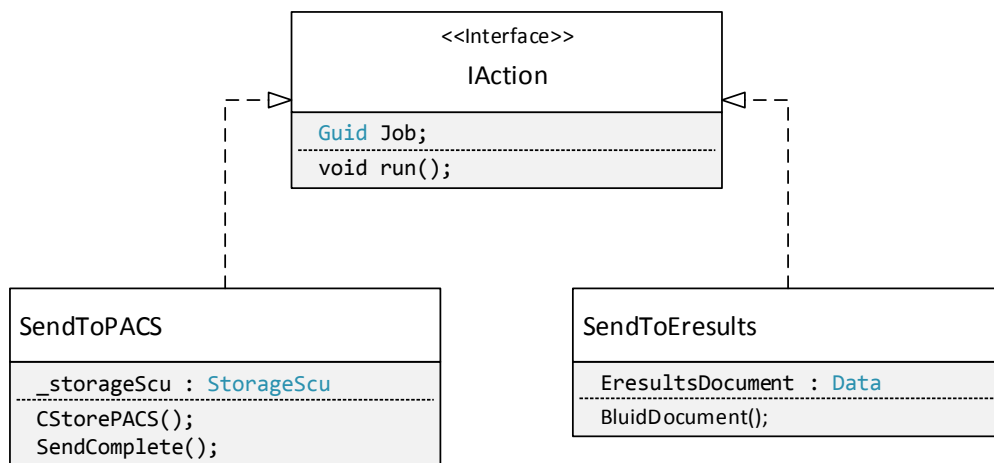 <<Interface>>
IAction
Guid Job;
void run();
SendToPACS
_storageScu : StorageScu
CStorePACS();
SendComplete();
SendToEresults
EresultsDocument : Data
BluidDocument();